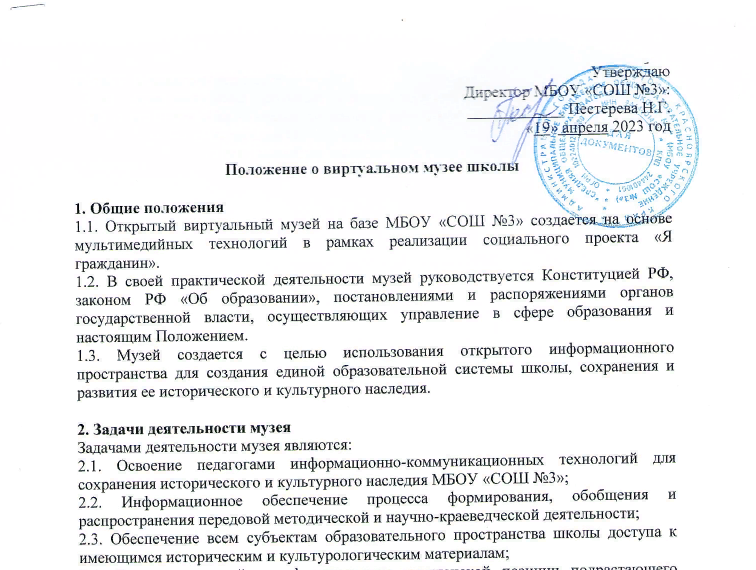 Утверждаю
Директор МБОУ «СОШ №3»:
Пестерева Н.Г.
«19» апреля 2023 год
ДЛЯ
ДОКУМЕНТОВ
Положение о виртуальном музее школы
1. Общие положения
1.1. Открытый виртуальный музей на базе МБОУ «СОШ №3» создается на основе
мультимедийных технологий в рамках реализации социального проекта «Я
гражданин».
1.2. В своей практической деятельности музей руководствуется Конституцией РФ,
законом РФ «Об образовании», постановлениями и распоряжениями органов
государственной власти, осуществляющих управление в сфере образования и
настоящим Положением.
1.3. Музей создается с целью использования открытого информационного
пространства для создания единой образовательной системы школы, сохранения и
развития ее исторического и культурного наследия.
2. Задачи деятельности музея
Задачами деятельности музея являются:
2.1. Освоение педагогами информационно-коммуникационных технологий для
сохранения исторического и культурного наследия МБОУ «СОШ №3»;
2.2. Информационное обеспечение процесса формирования, обобщения и
распространения передовой методической и научно-краеведческой деятельности;
2.3. Обеспечение всем субъектам образовательного пространства школы доступа к
имеющимся историческим и культурологическим материалам;
позиции подрастающего